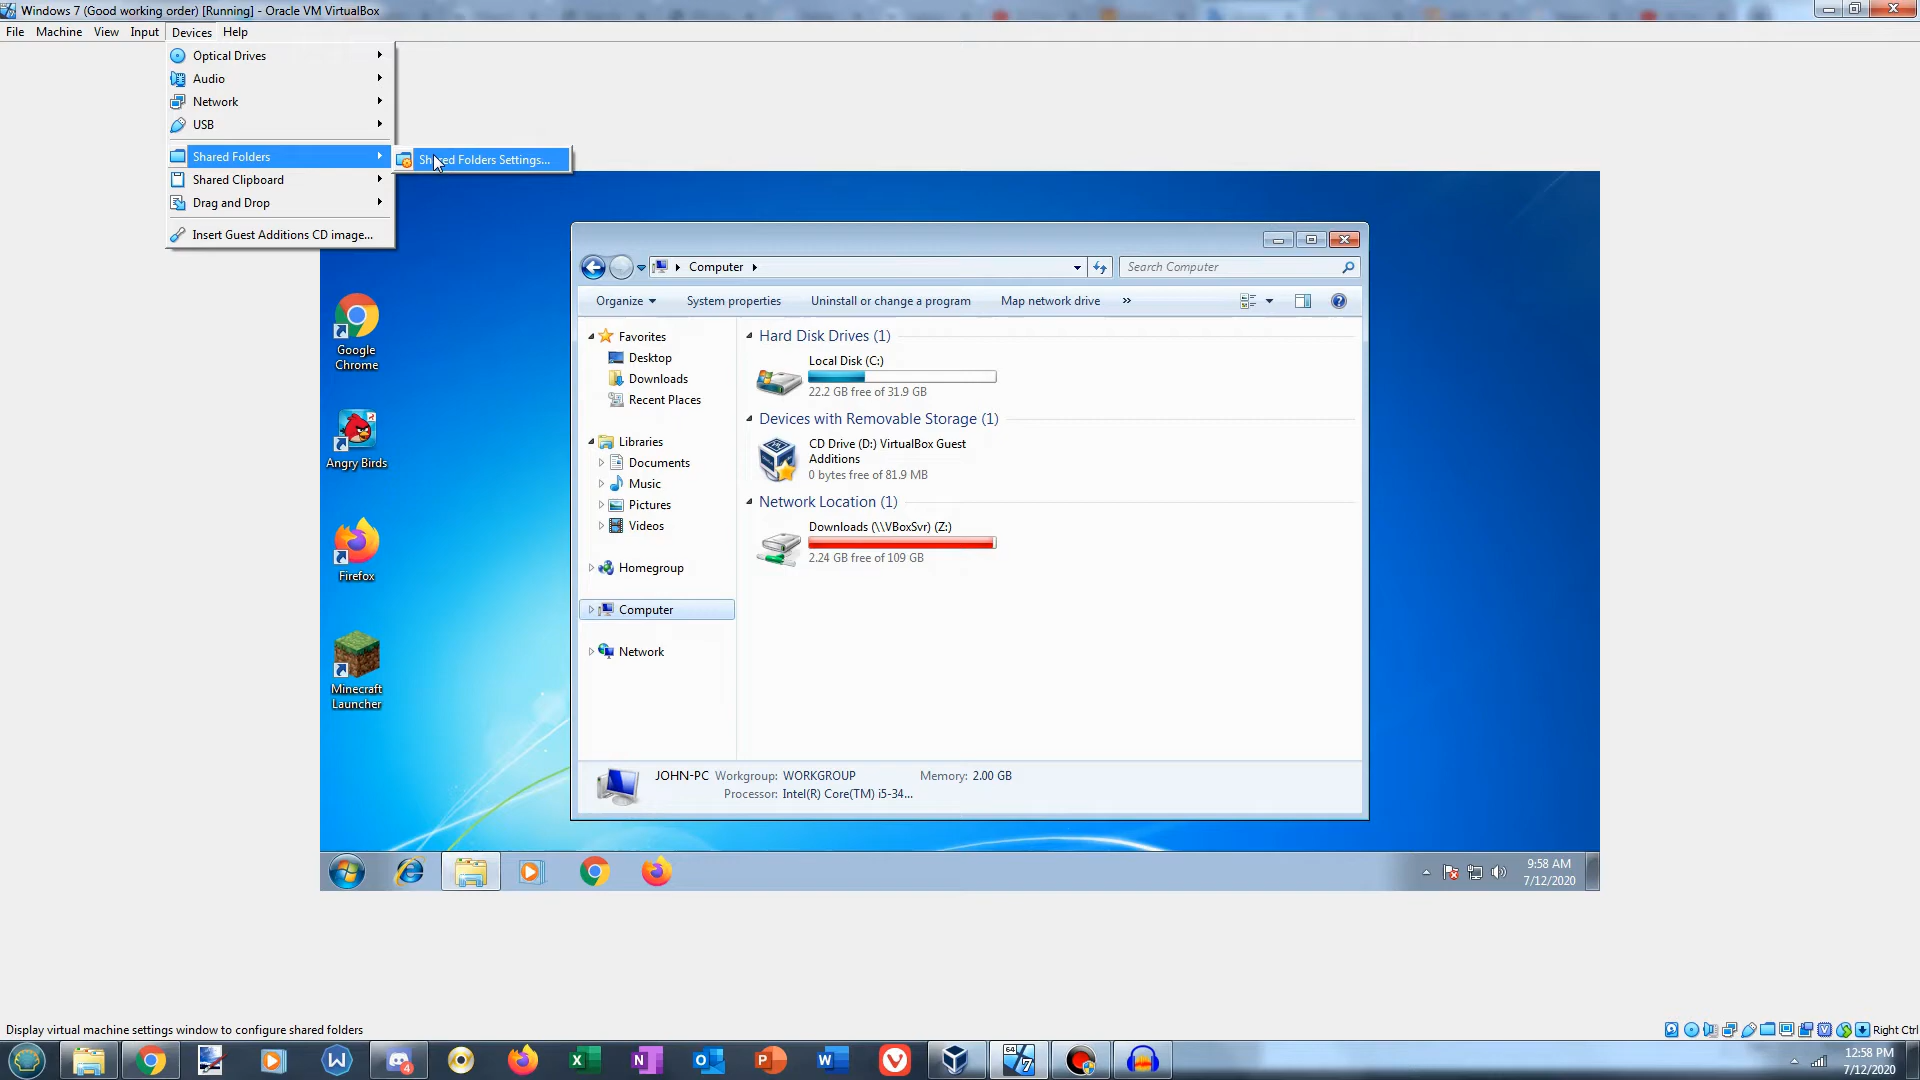 Windows 7 (Good working order) [Running] - Oracle VM VirtualBox
File Machine View Input Devices Help
Optical Drives
Audio
Network
USB
Shared Folders
Shared Folders Settings...
Shared Clipboard
Drag and Drop
Insert Guest Additions CD image...
Google
Chrome
Angry Birds
Firefox
Minecraft
Launcher
Computer
Search Computer
Organize System properties Uninstall or change a program Map network drive »
Favorites
Desktop
Downloads
Recent Places
Libraries
Documents
Music
Pictures
Videos
Homegroup
Computer
Network
Hard Disk Drives (1)
Local Disk (C:)
22.2 GB free of 31.9 GB
Devices with Removable Storage (1)
CD Drive (D:) VirtualBox Guest
Additions
0 bytes free of 81.9 MB
Network Location (1)
Downloads (\\VBoxSvr) (Z:)
2.24 GB free of 109 GB
JOHN-PC Workgroup: WORKGROUP Memory: 2.00 GB
Processor: Intel(R) Core(TM) i5-34...
9:58 AM
7/12/2020
Display virtual machine settings window to configure shared folders
Right Ctrl
12:58 PM
7/12/2020